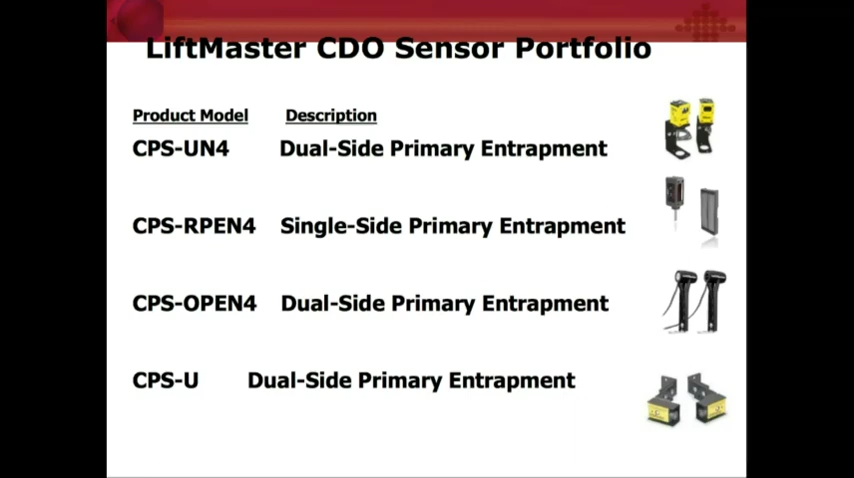 LiftMaster CDO Sensor Portfolio
Product Model Description
CPS-UN4 Dual-Side Primary Entrapment
CPS-RPEN4 Single-Side Primary Entrapment
CPS-OPEN4 Dual-Side Primary Entrapment
CPS-U Dual-Side Primary Entrapment